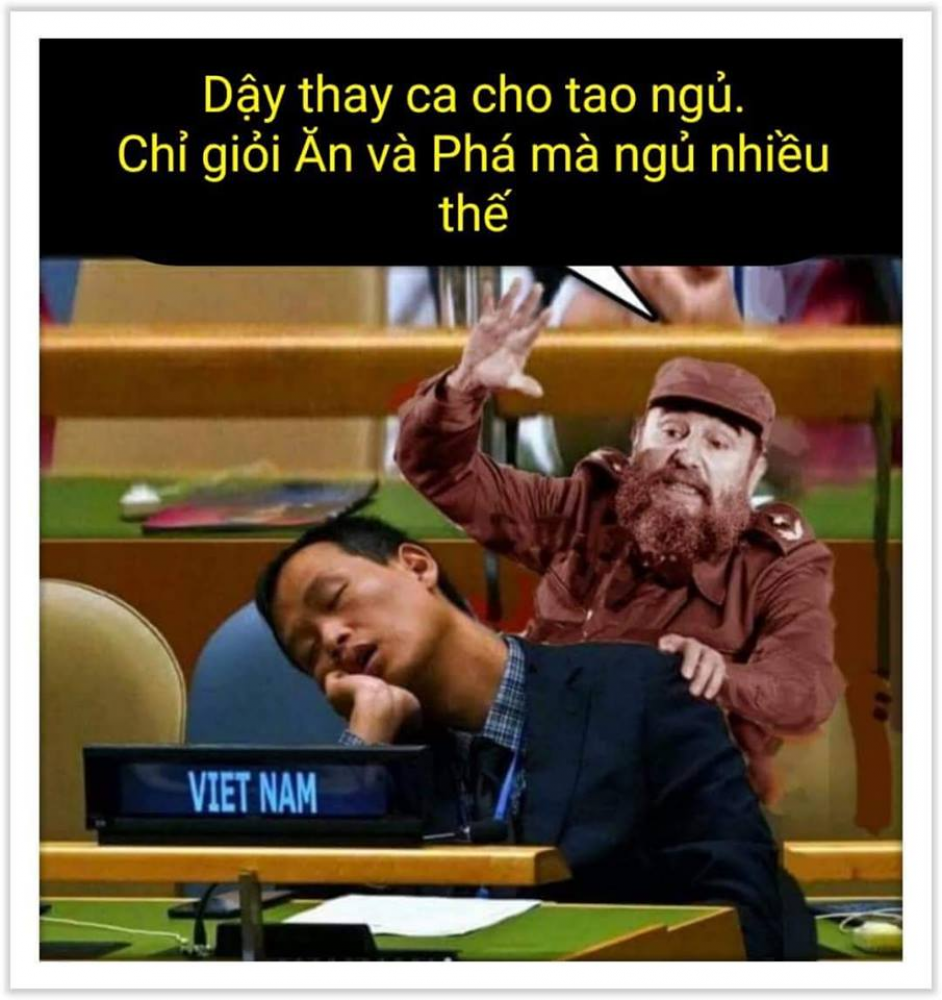 Dậy thay ca cho tao ngủ.
Chỉ giỏi Ăn và Phá mà ngủ nhiều
thế
VIET NAM